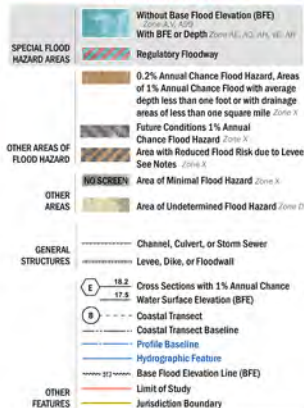 Without Base Flood Elevation (BFE)
Zone A, V, A99
With BFE or Depth Zone AE, AO, AH, VE, AR
SPECIAL FLOOD
HAZARD AREAS
Regulatory Floodway
0.2% Annual Chance Flood Hazard, Areas
of 1% Annual Chance Flood with average
depth less than one foot or with drainage
areas of less than one square mile Zone X
Future Conditions 1% Annual
Chance Flood Hazard Zone X
OTHER AREAS OF
FLOOD HAZARD
Area with Reduced Flood Risk due to Levee
See Notes Zone X
NO SCREEN Area of Minimal Flood Hazard Zone X
OTHER
AREAS
Area of Undetermined Flood Hazard Zone D
GENERAL
STRUCTURES
Channel, Culvert, or Storm Sewer
Levee, Dike, or Floodwall
E 18.2 Cross Sections with 1% Annual Chance
17.5 Water Surface Elevation (BFE)
8 Coastal Transect
Coastal Transect Baseline
Profile Baseline
Hydrographic Feature
513 Base Flood Elevation Line (BFE)
OTHER
FEATURES
Limit of Study
Jurisdiction Boundary